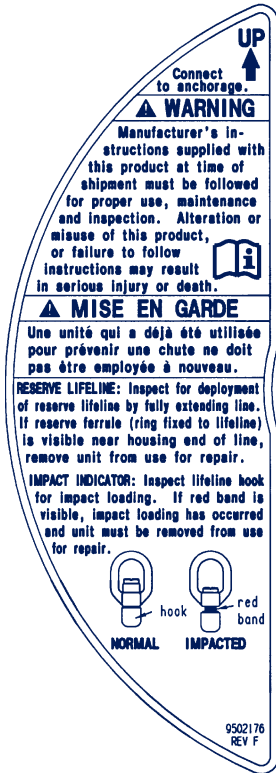 UP
Connect
to anchorage.
WARNING
Manufacturer's in-
structions supplied with
this product at time of
shipment must be followed
for proper use, maintenance
and inspection. Alteration or
misuse of this product,
or failure to follow
instructions may result
in serious injury or death.
MISE EN GARDE
Une unité qui a déjà été utilisée
pour prévenir une chute ne doit
pas être employée à nouveau.
RESERVE LIFELINE: Inspect for deployment
of reserve lifeline by fully extending line.
If reserve ferrule (ring fixed to lifeline)
is visible near housing end of line,
remove unit from use for repair.
IMPACT INDICATOR: Inspect lifeline hook
for impact loading. If red band is
visible, impact loading has occurred
and unit must be removed from use
for repair.
hook
red
band
NORMAL IMPACTED
9502176
REV F